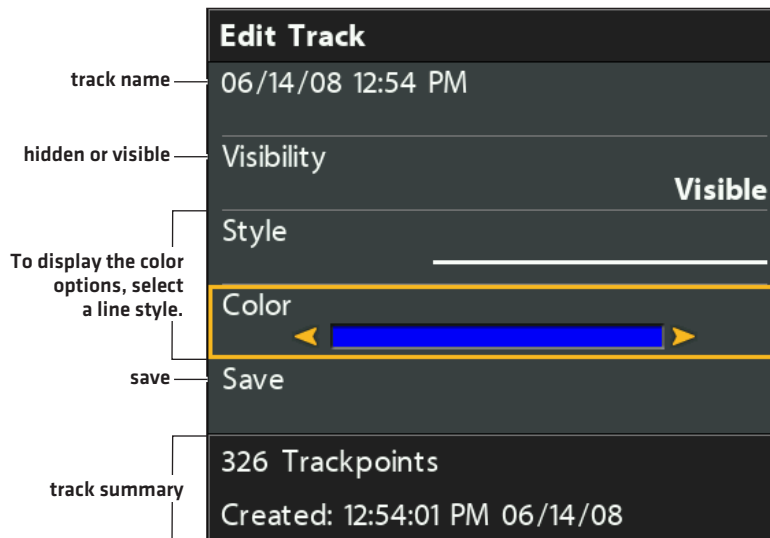 Edit Track
track name
06/14/08 12:54 PM
hidden or visible
Visibility
Visible
To display the color
options, select
a line style.
Style
Color
save
Save
track summary
326 Trackpoints
Created: 12:54:01 PM 06/14/08